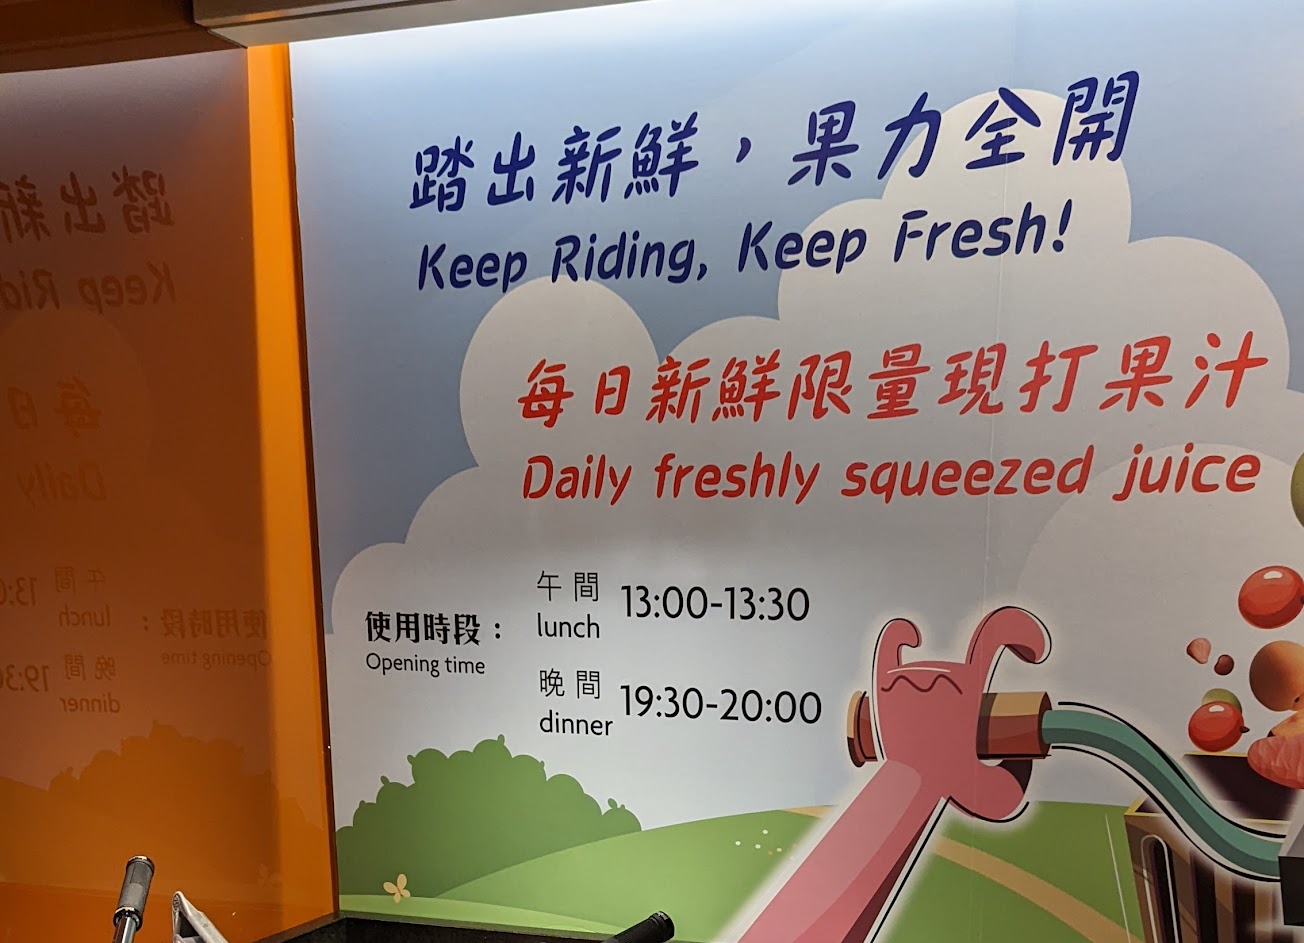 踏出新鮮，果力全開
Keep Riding, Keep Fresh!
每日新鮮限量現打果汁
Daily freshly squeezed juice
使用時段：
Opening time
午間
lunch
13:00-13:30
晚間
dinner
19:30-20:00